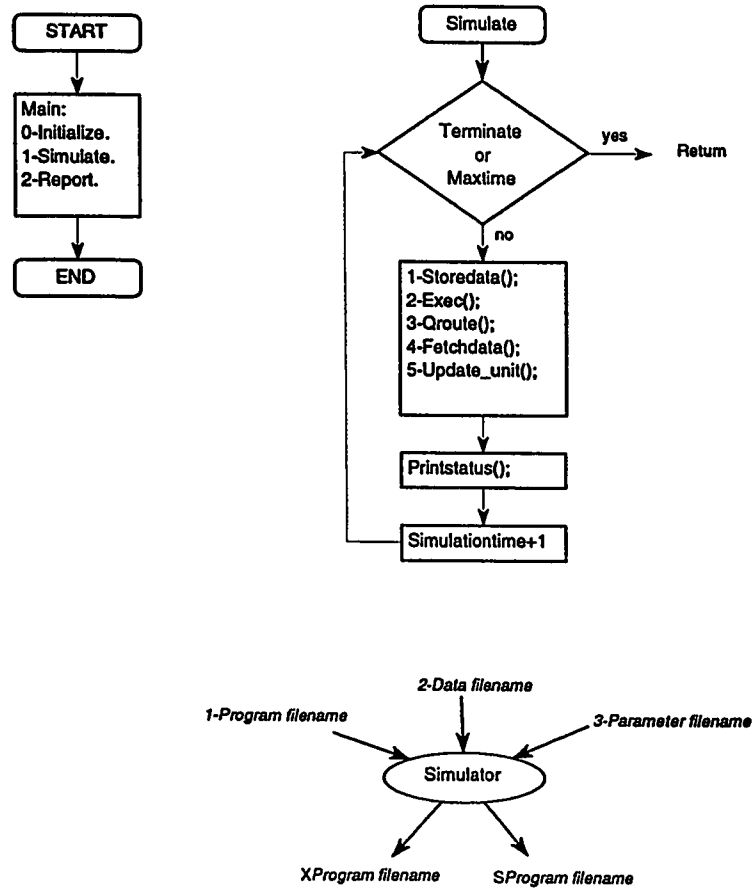 START
Main:
0-Initialize.
1-Simulate.
2-Report.
END
Simulate
Terminate
or
Maxtime
yes
Return
no
1-Storedata();
2-Exec();
3-Qroute();
4-Fetchdata();
5-Update_unit();
Printstatus();
Simulationtime+1
2-Data filename
1-Program filename
3-Parameter filename
Simulator
XProgram filename
SProgram filename